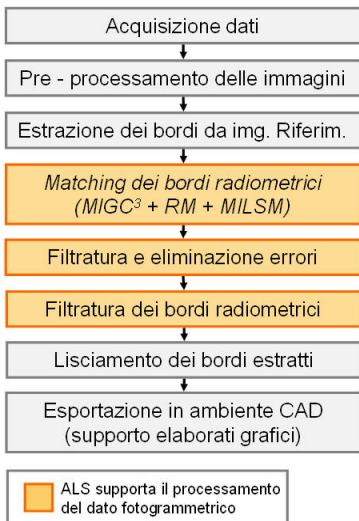 Acquisizione dati
Pre - processamento delle immagini
Estrazione dei bordi da img. Riferim.
Matching dei bordi radiometrici
(MIGC³ + RM + MILSM)
Filtratura e eliminazione errori
Filtratura dei bordi radiometrici
Lisciamento dei bordi estratti
Esportazione in ambiente CAD
(supporto elaborati grafici)
ALS supporta il processamento
del dato fotogrammetrico